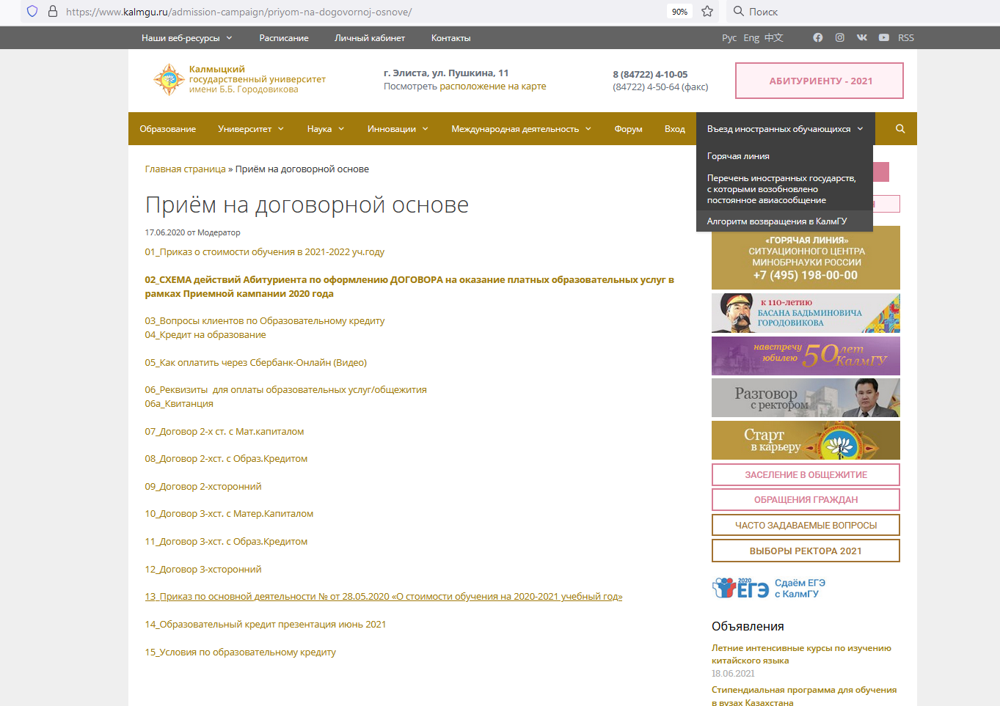 https://www.kalmgu.ru/admission-campaign/priyom-na-dogovornoj-osnove/
90%
Поиск
Наши веб-ресурсы
Расписание
Личный кабинет
Контакты
Рус Eng 中文
RSS
Калмыцкий
государственный университет
имени Б.Б. Городовикова
г. Элиста, ул. Пушкина, 11
Посмотреть расположение на карте
8 (84722) 4-10-05
(84722) 4-50-64 (факс)
АБИТУРИЕНТУ - 2021
Образование
Университет
Наука
Инновации
Международная деятельность
Форум
Вход
Въезд иностранных обучающихся
Горячая линия
Перечень иностранных государств,
с которыми возобновлено
постоянное авиасообщение
Алгоритм возвращения в КалмГУ
Главная страница » Приём на договорной основе
Приём на договорной основе
17.06.2020 от Модератор
01_Приказ о стоимости обучения в 2021-2022 уч.году
02_СХЕМА действий Абитуриента по оформлению ДОГОВОРА на оказание платных образовательных услуг в
рамках Приемной кампании 2020 года
03_Вопросы клиентов по Образовательному кредиту
04_Кредит на образование
05_Как оплатить через Сбербанк-Онлайн (Видео)
06_Реквизиты для оплаты образовательных услуг/общежития
06а_Квитанция
07_Договор 2-х ст. с Мат.капиталом
08_Договор 2-хст. с Образ.Кредитом
09_Договор 2-хсторонний
10_Договор 3-хст. с Матер.Капиталом
11_Договор 3-хст. с Образ.Кредитом
12_Договор 3-хсторонний
13_Приказ по основной деятельности № от 28.05.2020 «О стоимости обучения на 2020-2021 учебный год»
14_Образовательный кредит презентация июнь 2021
15_Условия по образовательному кредиту
«ГОРЯЧАЯ ЛИНИЯ»
СИТУАЦИОННОГО ЦЕНТРА
МИНОБРНАУКИ РОССИИ
+7 (495) 198-00-00
к 110-летию
БАСАНА БАДЬМИНОВИЧА
ГОРОДОВИКОВА
навстречу
юбилею
50 лет
КалмГУ
Разговор
с ректором
Старт
в карьеру
ЗАСЕЛЕНИЕ В ОБЩЕЖИТИЕ
ОБРАЩЕНИЯ ГРАЖДАН
ЧАСТО ЗАДАВАЕМЫЕ ВОПРОСЫ
ВЫБОРЫ РЕКТОРА 2021
2020
ЕГЭ
Сдаём ЕГЭ
с КалмГУ
Объявления
Летние интенсивные курсы по изучению
китайского языка
18.06.2021
Стипендиальная программа для обучения
в вузах Казахстана